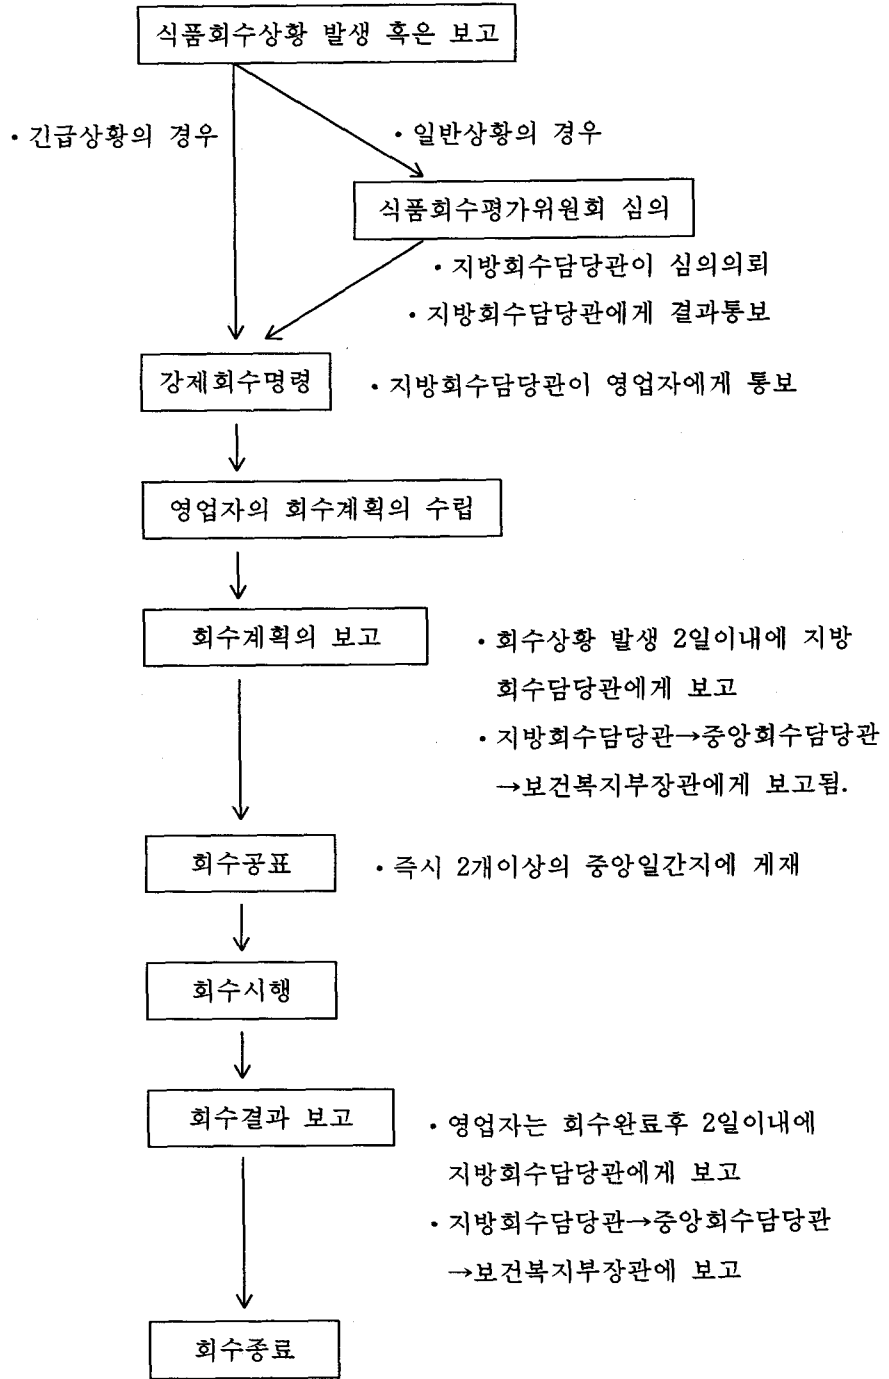 식품회수상황 발생 혹은 보고
・긴급상황의 경우
・일반상황의 경우
식품회수평가위원회 심의
・지방회수담당관이 심의의뢰
・지방회수담당관에게 결과통보
강제회수명령
・지방회수담당관이 영업자에게 통보
영업자의 회수계획의 수립
회수계획의 보고
・회수상황 발생 2일이내에 지방
회수담당관에게 보고
・지방회수담당관→중앙회수담당관
→보건복지부장관에게 보고됨.
회수공표
・즉시 2개이상의 중앙일간지에 게재
회수시행
회수결과 보고
・영업자는 회수완료후 2일이내에
지방회수담당관에게 보고
・지방회수담당관→중앙회수담당관
→보건복지부장관에 보고
회수종료